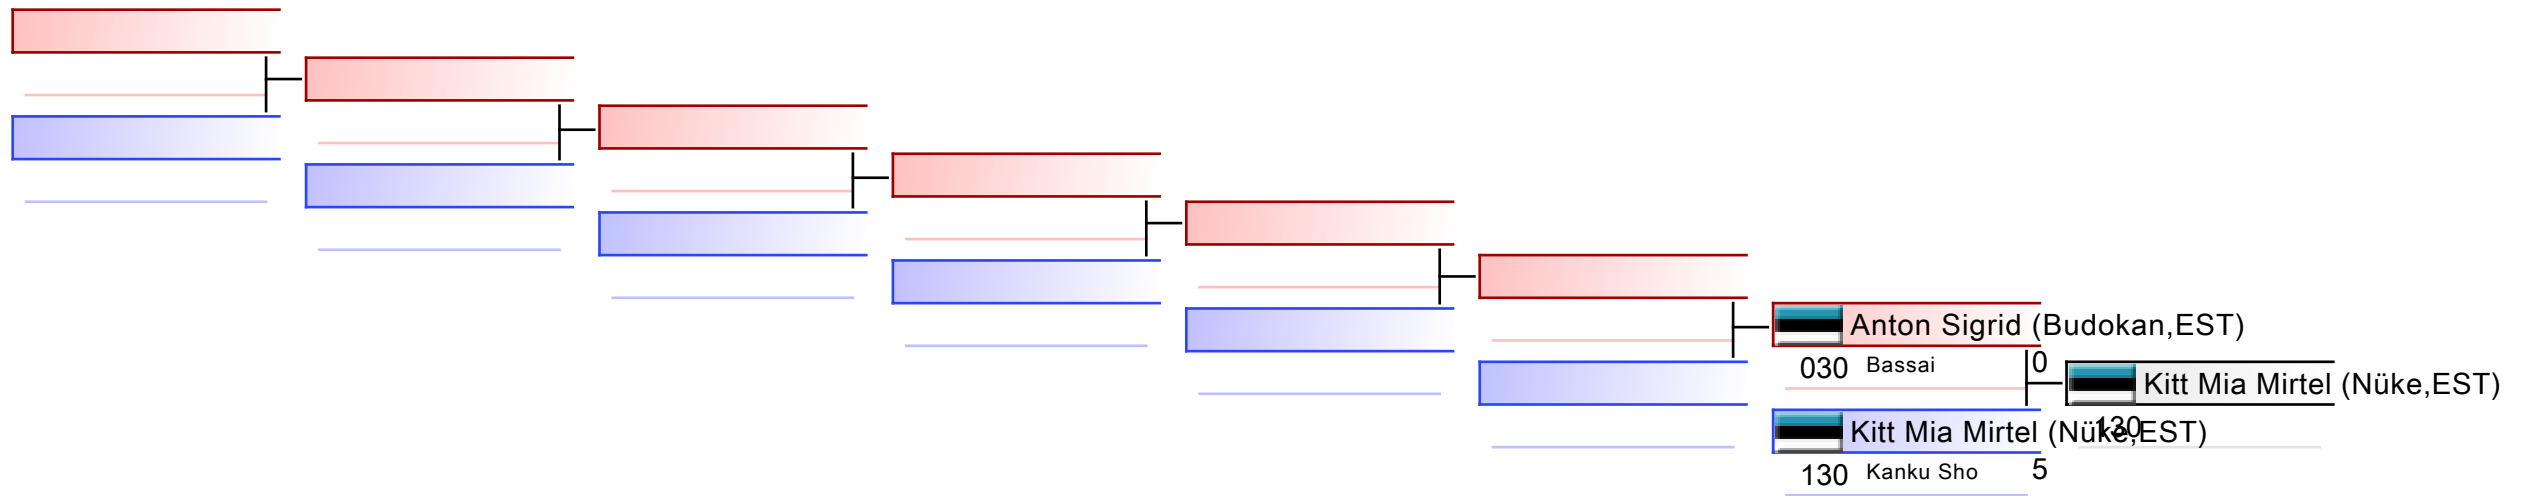 Anton Sigrid (Budokan,EST)
030 Bassai 0
Kitt Mia Mirtel (Nüke,EST)
130
Kitt Mia Mirtel (Nüke,EST)
130 Kanku Sho 5